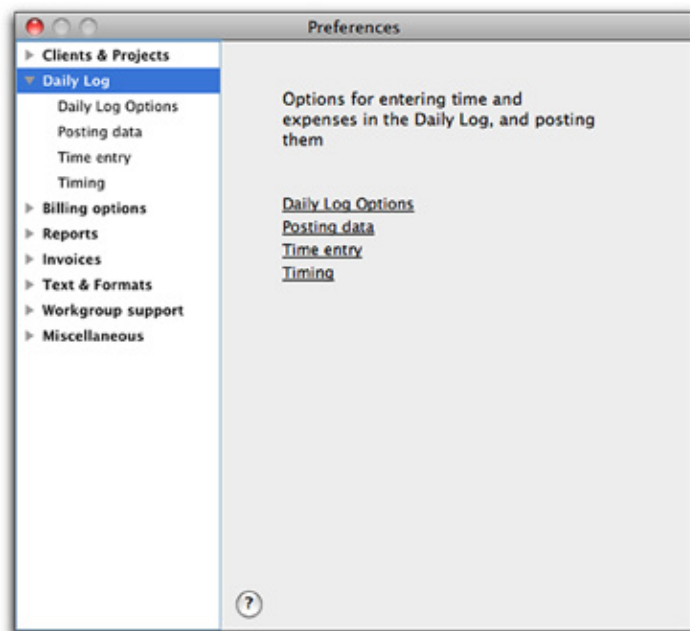 Preferences
Clients & Projects
Daily Log
Daily Log Options
Posting data
Time entry
Timing
Billing options
Reports
Invoices
Text & Formats
Workgroup support
Miscellaneous
Options for entering time and
expenses in the Daily Log, and posting
them
Daily Log Options
Posting data
Time entry
Timing
?